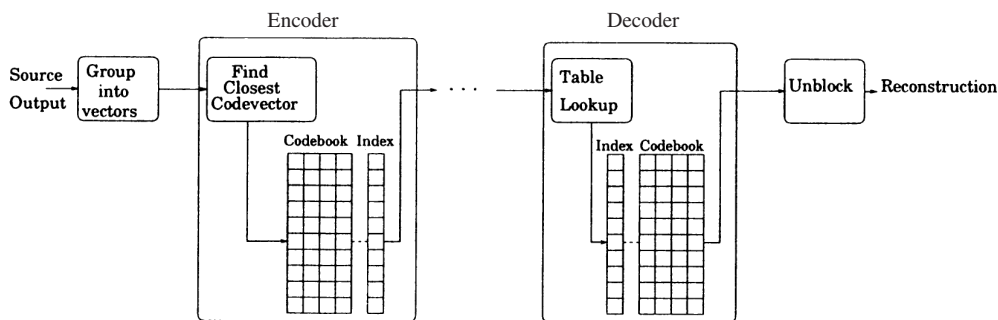 Encoder
Decoder
Source
Output
Group
into
vectors
Find
Closest
Codevector
Codebook Index
. . .
Table
Lookup
Index Codebook
Unblock
Reconstruction